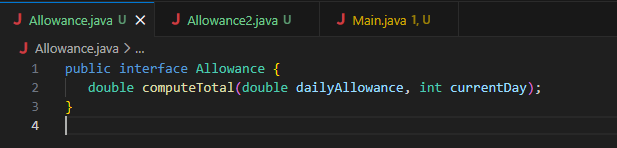 Allowance.java U
Allowance2.java U
Main.java 1, U
Allowance.java > ...
1 public interface Allowance {
2 double computeTotal(double dailyAllowance, int currentDay);
3 }
4